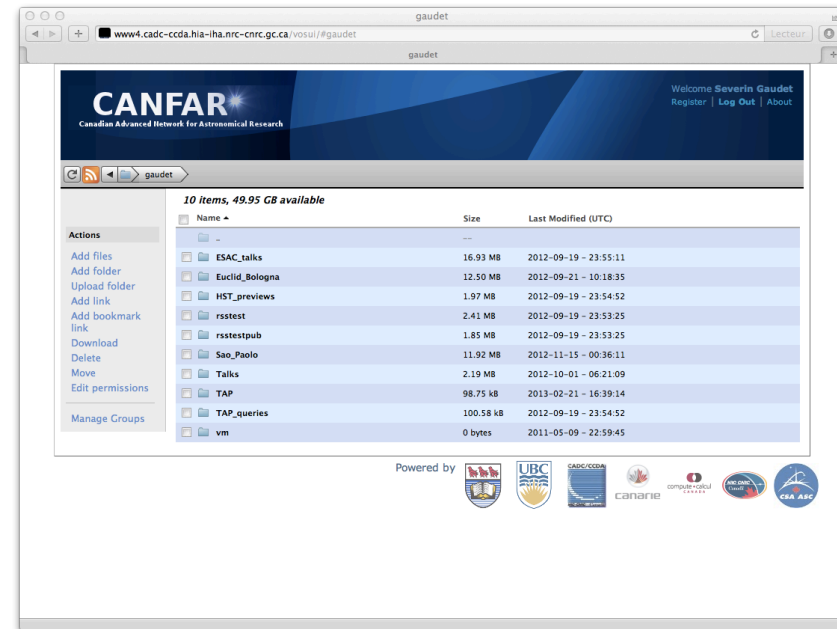 gaudet
www4.cadc-ccda.hia-iha.nrc-cnrc.gc.ca/vosui/#gaudet
Lecteur
gaudet
CANFAR
Canadian Advanced Network for Astronomical Research
Welcome Severin Gaudet
Register | Log Out | About
gaudet
10 items, 49.95 GB available
Name Size Last Modified (UTC)
Actions
.. --
Add files
Add folder
Upload folder
Add link
Add bookmark
link
Download
Delete
Move
Edit permissions
Manage Groups
ESAC_talks 16.93 MB 2012-09-19 - 23:55:11
Euclid_Bologna 12.50 MB 2012-09-21 - 10:18:35
HST_previews 1.97 MB 2012-09-19 - 23:54:52
rsstest 2.41 MB 2012-09-19 - 23:53:25
rsstestpub 1.85 MB 2012-09-19 - 23:53:25
Sao_Paolo 11.92 MB 2012-11-15 - 00:36:11
Talks 2.19 MB 2012-10-01 - 06:21:09
TAP 98.75 kB 2013-02-21 - 16:39:14
TAP_queries 100.58 kB 2012-09-19 - 23:54:52
vm 0 bytes 2011-05-09 - 22:59:45
Powered by
UBC
CADC/CCDA
canarie
compute • calcul
CANADA
NRC CNRC
CSA ASC